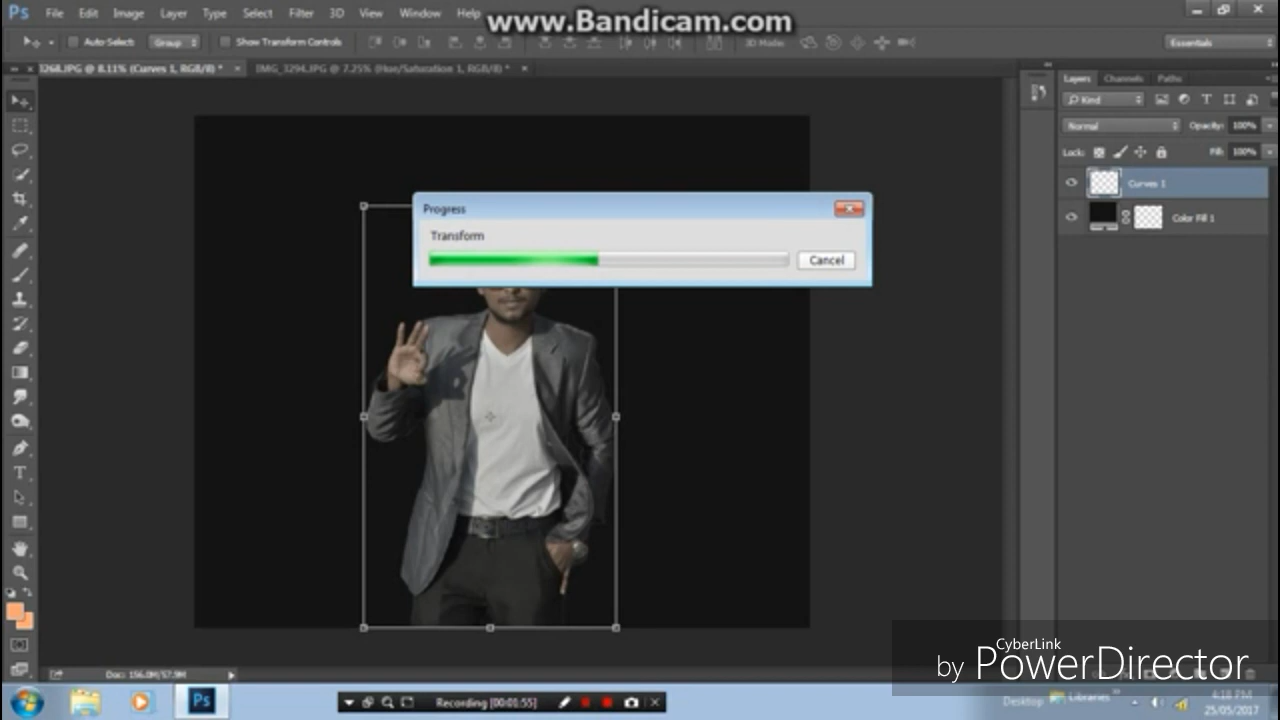 Ps File Edit Image Layer Type Select Filter 3D View Window Help
www.Bandicam.com
Auto-Select: Group Show Transform Controls 3D Mode: Essentials
3268.JPG @ 8.11% (Curves 1, RGB/8) * × IMG_3294.JPG @ 7.25% (Hue/Saturation 1, RGB/8) * ×
Layers Channels Paths
Kind
Normal Opacity: 100%
Lock: Fill: 100%
Curves 1
Color Fill 1
Progress
Transform
Cancel
Doc: 156.0M/57.9M
CyberLink
by PowerDirector
Ps
Recording [00:01:55]
Desktop Libraries
4:18 PM
25/05/2017